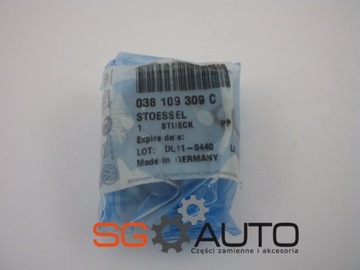 038 109 309 C
STOESSEL
1 STUECK
Expire date:
LOT: DL11-0440
Made in GERMANY
SG AUTO
Części zamienne i akcesoria